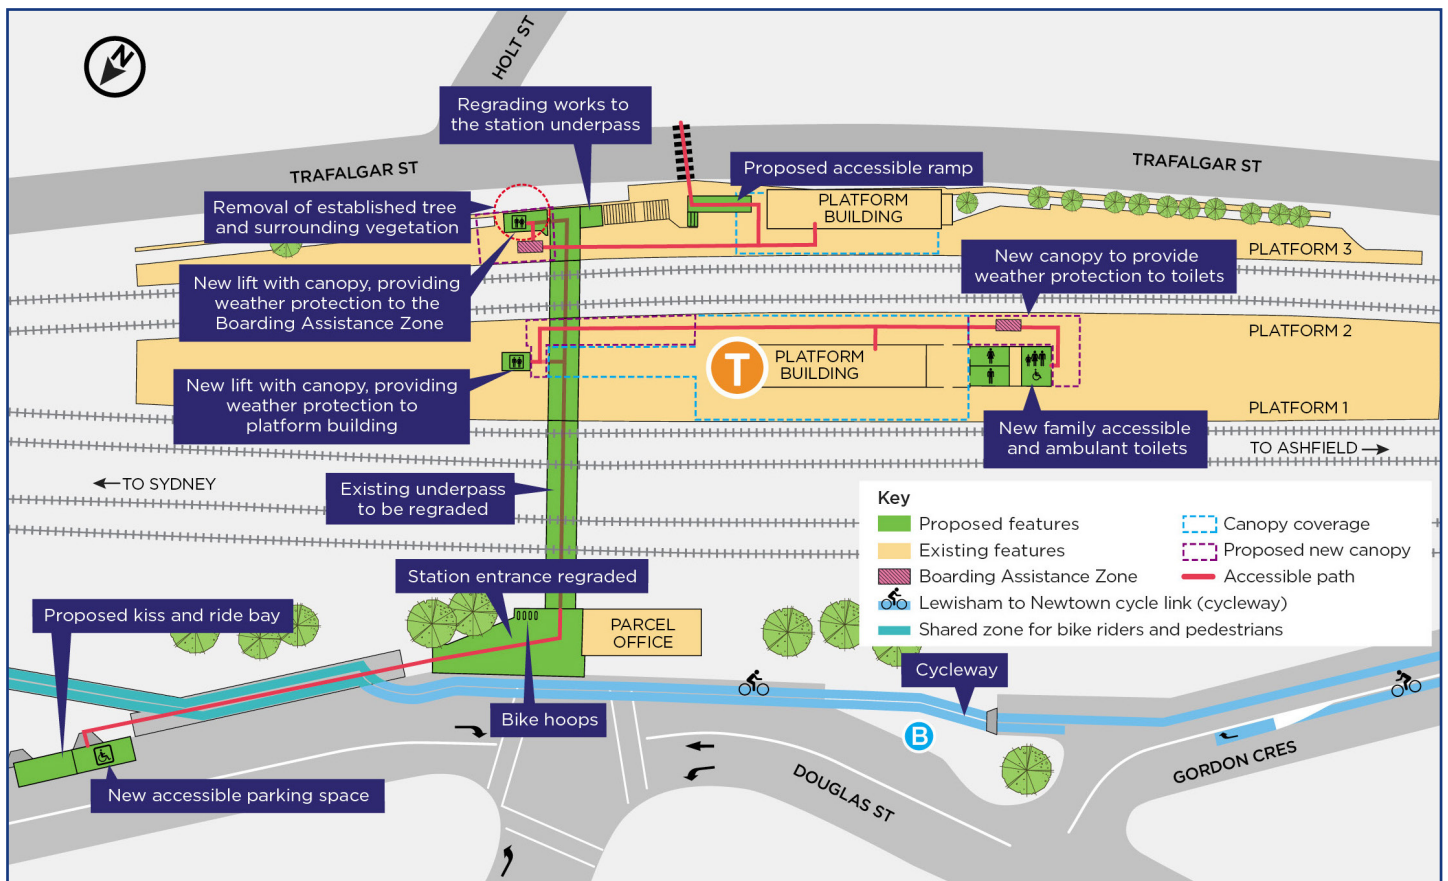 N
HOLT ST
Regrading works to
the station underpass
TRAFALGAR ST
Proposed accessible ramp
TRAFALGAR ST
Removal of established tree
and surrounding vegetation
PLATFORM
BUILDING
PLATFORM 3
New lift with canopy, providing
weather protection to the
Boarding Assistance Zone
New canopy to provide
weather protection to toilets
PLATFORM 2
T
PLATFORM
BUILDING
New lift with canopy, providing
weather protection to
platform building
PLATFORM 1
New family accessible
and ambulant toilets
TO ASHFIELD
TO SYDNEY
Existing underpass
to be regraded
Key
Proposed features
Existing features
Boarding Assistance Zone
Lewisham to Newtown cycle link (cycleway)
Shared zone for bike riders and pedestrians
Canopy coverage
Proposed new canopy
Accessible path
Station entrance regraded
Proposed kiss and ride bay
PARCEL
OFFICE
Cycleway
Bike hoops
B
New accessible parking space
DOUGLAS ST
GORDON CRES